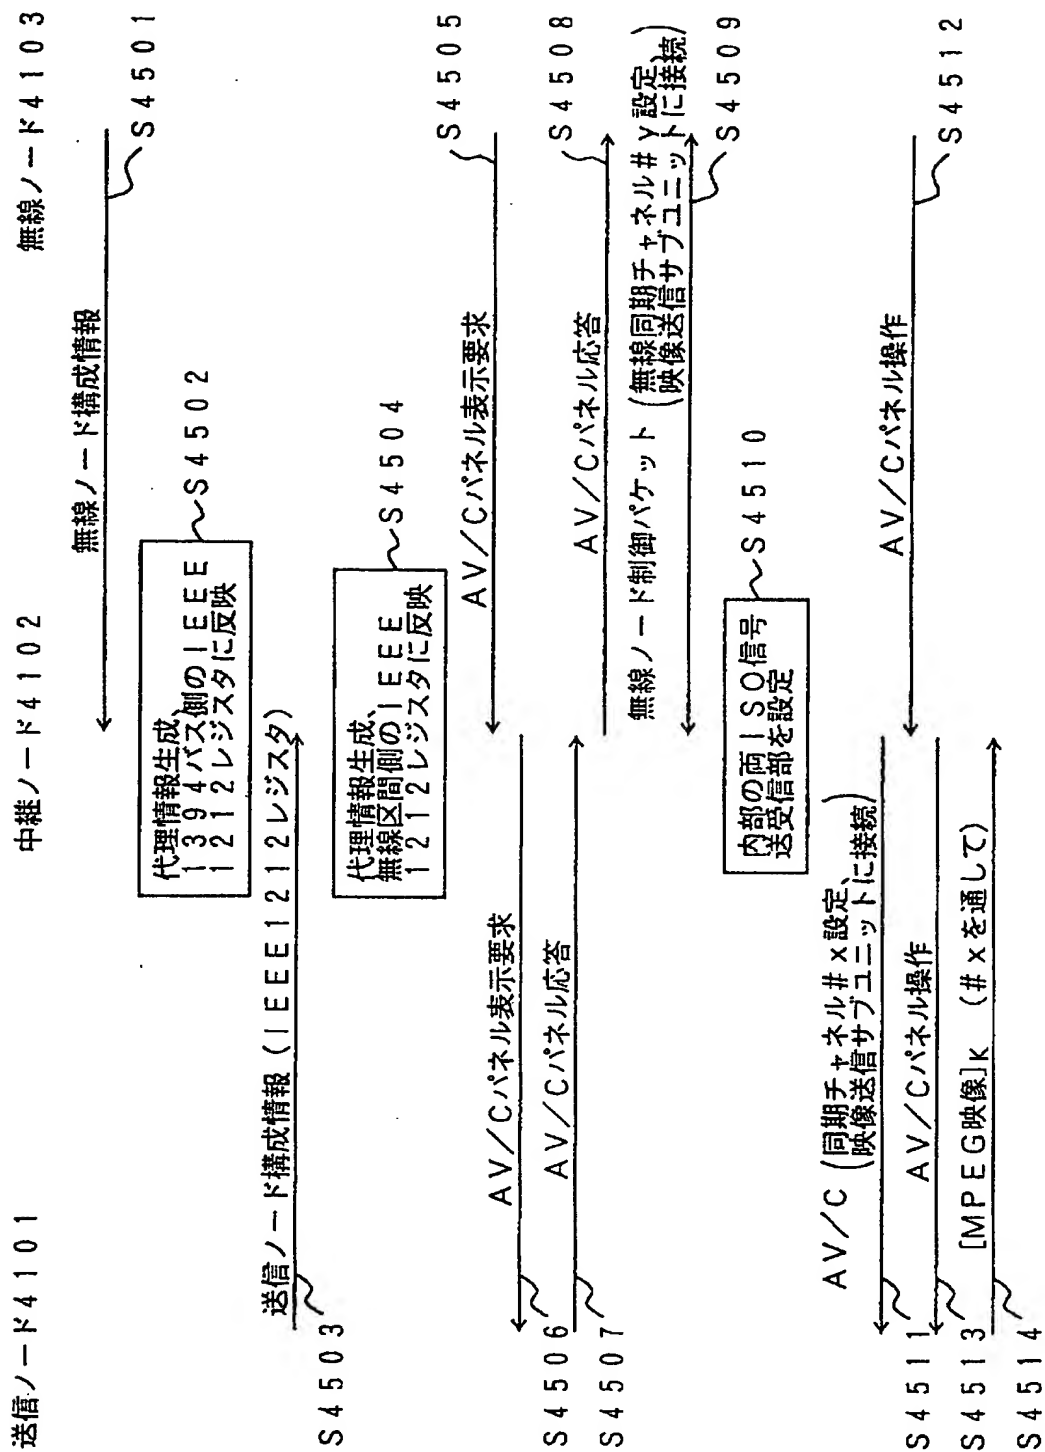 送信ノード4101
中継ノード4102
無線ノード4103
無線ノード構成情報
S4501
代理情報生成、
1394バス側のIEEE
1212レジスタに反映
S4502
送信ノード構成情報（IEEE1212レジスタ）
S4503
代理情報生成、
無線区間側のIEEE
1212レジスタに反映
S4504
AV/Cパネル表示要求
S4505
AV/Cパネル表示要求
S4506
AV/Cパネル応答
S4507
AV/Cパネル応答
S4508
無線ノード制御パケット（無線同期チャネル#y設定、
映像送信サブユニットに接続）
S4509
内部の両ISO信号
送受信部を設定
S4510
AV/C（同期チャネル#x設定、
映像送信サブユニットに接続）
S4511
AV/Cパネル操作
S4512
AV/Cパネル操作
S4513
[MPEG映像]K （#xを通して）
S4514